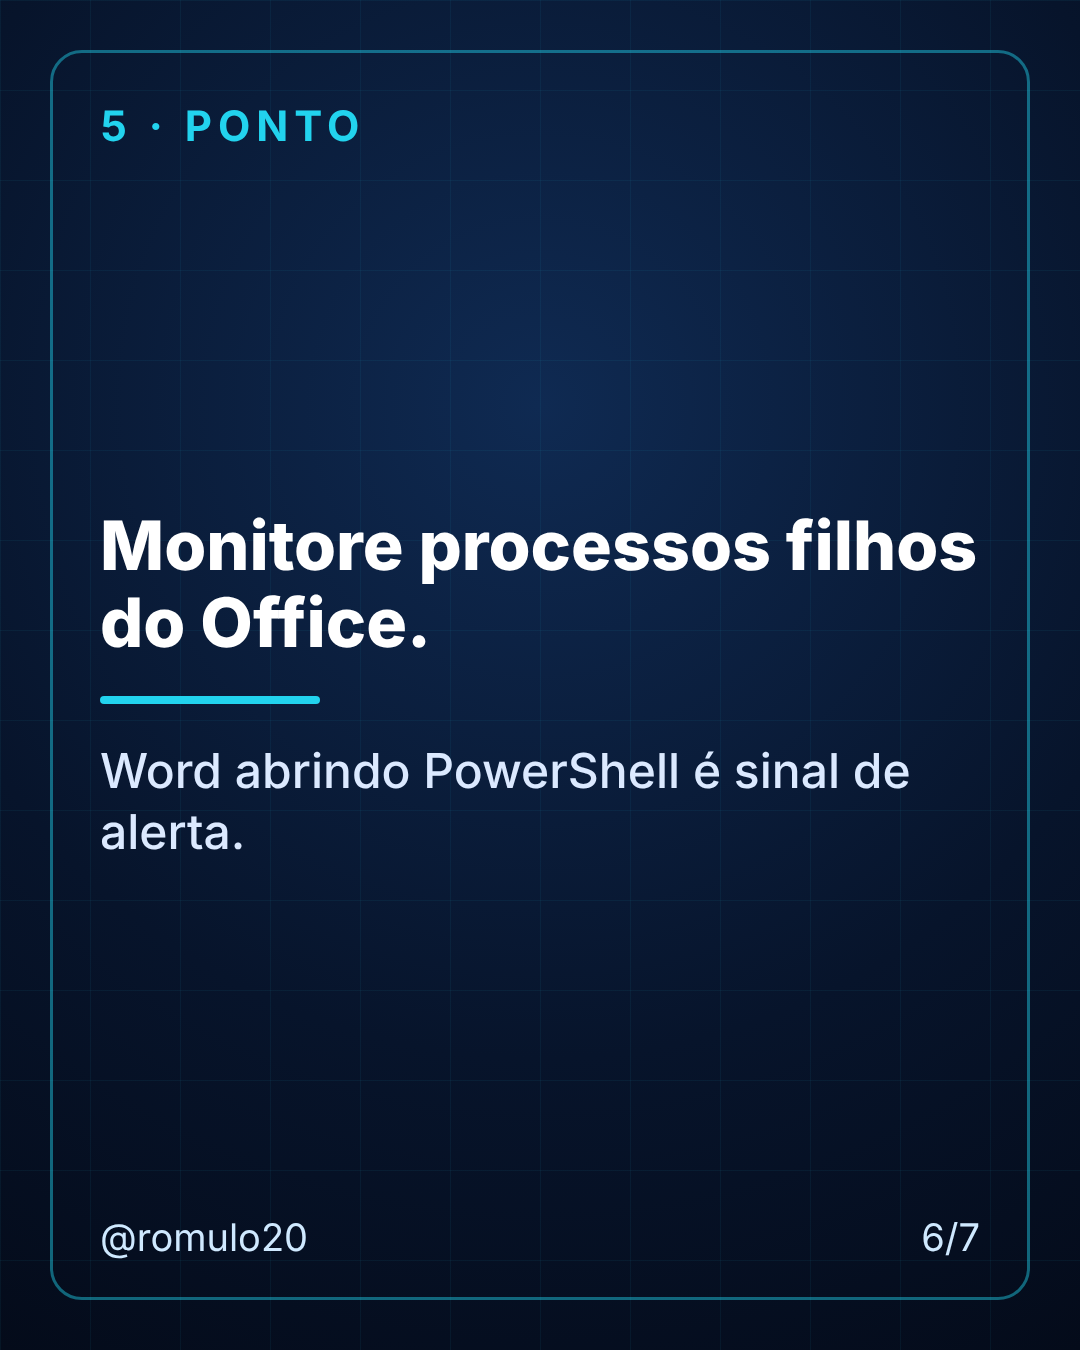 5 · PONTO
Monitore processos filhos
do Office.
Word abrindo PowerShell é sinal de
alerta.
@romulo20
6/7